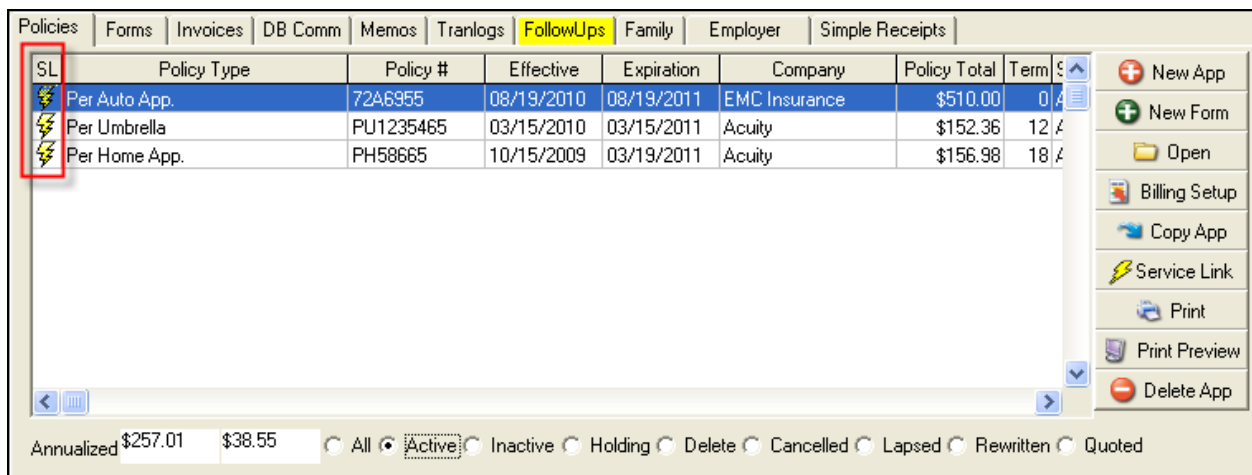 Policies Forms Invoices DB Comm Memos Tranlogs FollowUps Family Employer Simple Receipts
SL Policy Type Policy # Effective Expiration Company Policy Total Term
Per Auto App. 72A6955 08/19/2010 08/19/2011 EMC Insurance $510.00 0
Per Umbrella PU1235465 03/15/2010 03/15/2011 Acuity $152.36 12
Per Home App. PH58665 10/15/2009 03/19/2011 Acuity $156.98 18
New App
New Form
Open
Billing Setup
Copy App
Service Link
Print
Print Preview
Delete App
Annualized $257.01 $38.55 All Active Inactive Holding Delete Cancelled Lapsed Rewritten Quoted